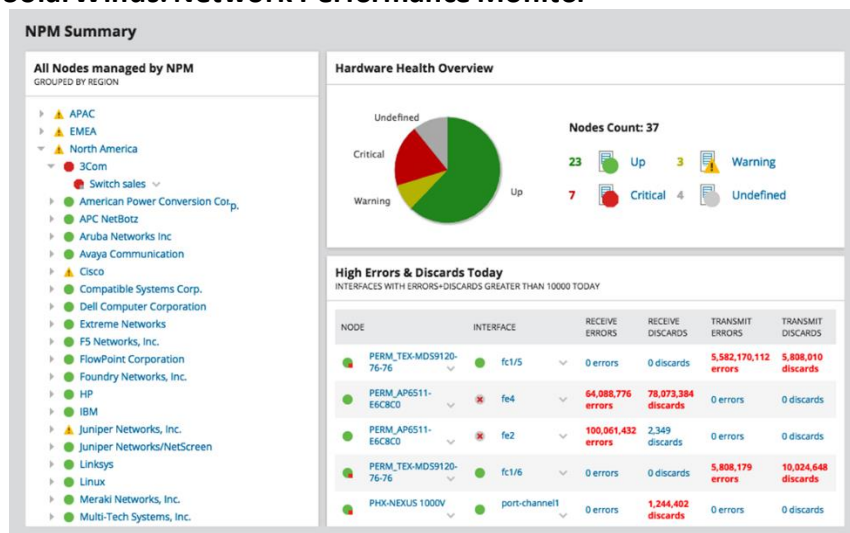 SolarWinds: Network Performance Monitor
NPM Summary
All Nodes managed by NPM
GROUPED BY REGION
APAC
EMEA
North America
3Com
Switch sales
American Power Conversion Corp.
APC NetBotz
Aruba Networks Inc
Avaya Communication
Cisco
Compatible Systems Corp.
Dell Computer Corporation
Extreme Networks
F5 Networks, Inc.
FlowPoint Corporation
Foundry Networks, Inc.
HP
IBM
Juniper Networks, Inc.
Juniper Networks/NetScreen
Linksys
Linux
Meraki Networks, Inc.
Multi-Tech Systems, Inc.
Hardware Health Overview
Undefined
Critical
Warning
Up
Nodes Count: 37
23 Up 3 Warning
7 Critical 4 Undefined
High Errors & Discards Today
INTERFACES WITH ERRORS+DISCARDS GREATER THAN 10000 TODAY
NODE INTERFACE RECEIVE ERRORS RECEIVE DISCARDS TRANSMIT ERRORS TRANSMIT DISCARDS
PERM_TEX-MDS9120-76-76 fc1/5 0 errors 0 discards 5,582,170,112 errors 5,808,010 discards
PERM_AP6511-E6C8C0 fe4 64,088,776 errors 78,073,384 discards 0 errors 0 discards
PERM_AP6511-E6C8C0 fe2 100,061,432 errors 2,349 discards 0 errors 0 discards
PERM_TEX-MDS9120-76-76 fc1/6 0 errors 0 discards 5,808,179 errors 10,024,648 discards
PHX-NEXUS 1000V port-channel1 0 errors 1,244,402 discards 0 errors 0 discards